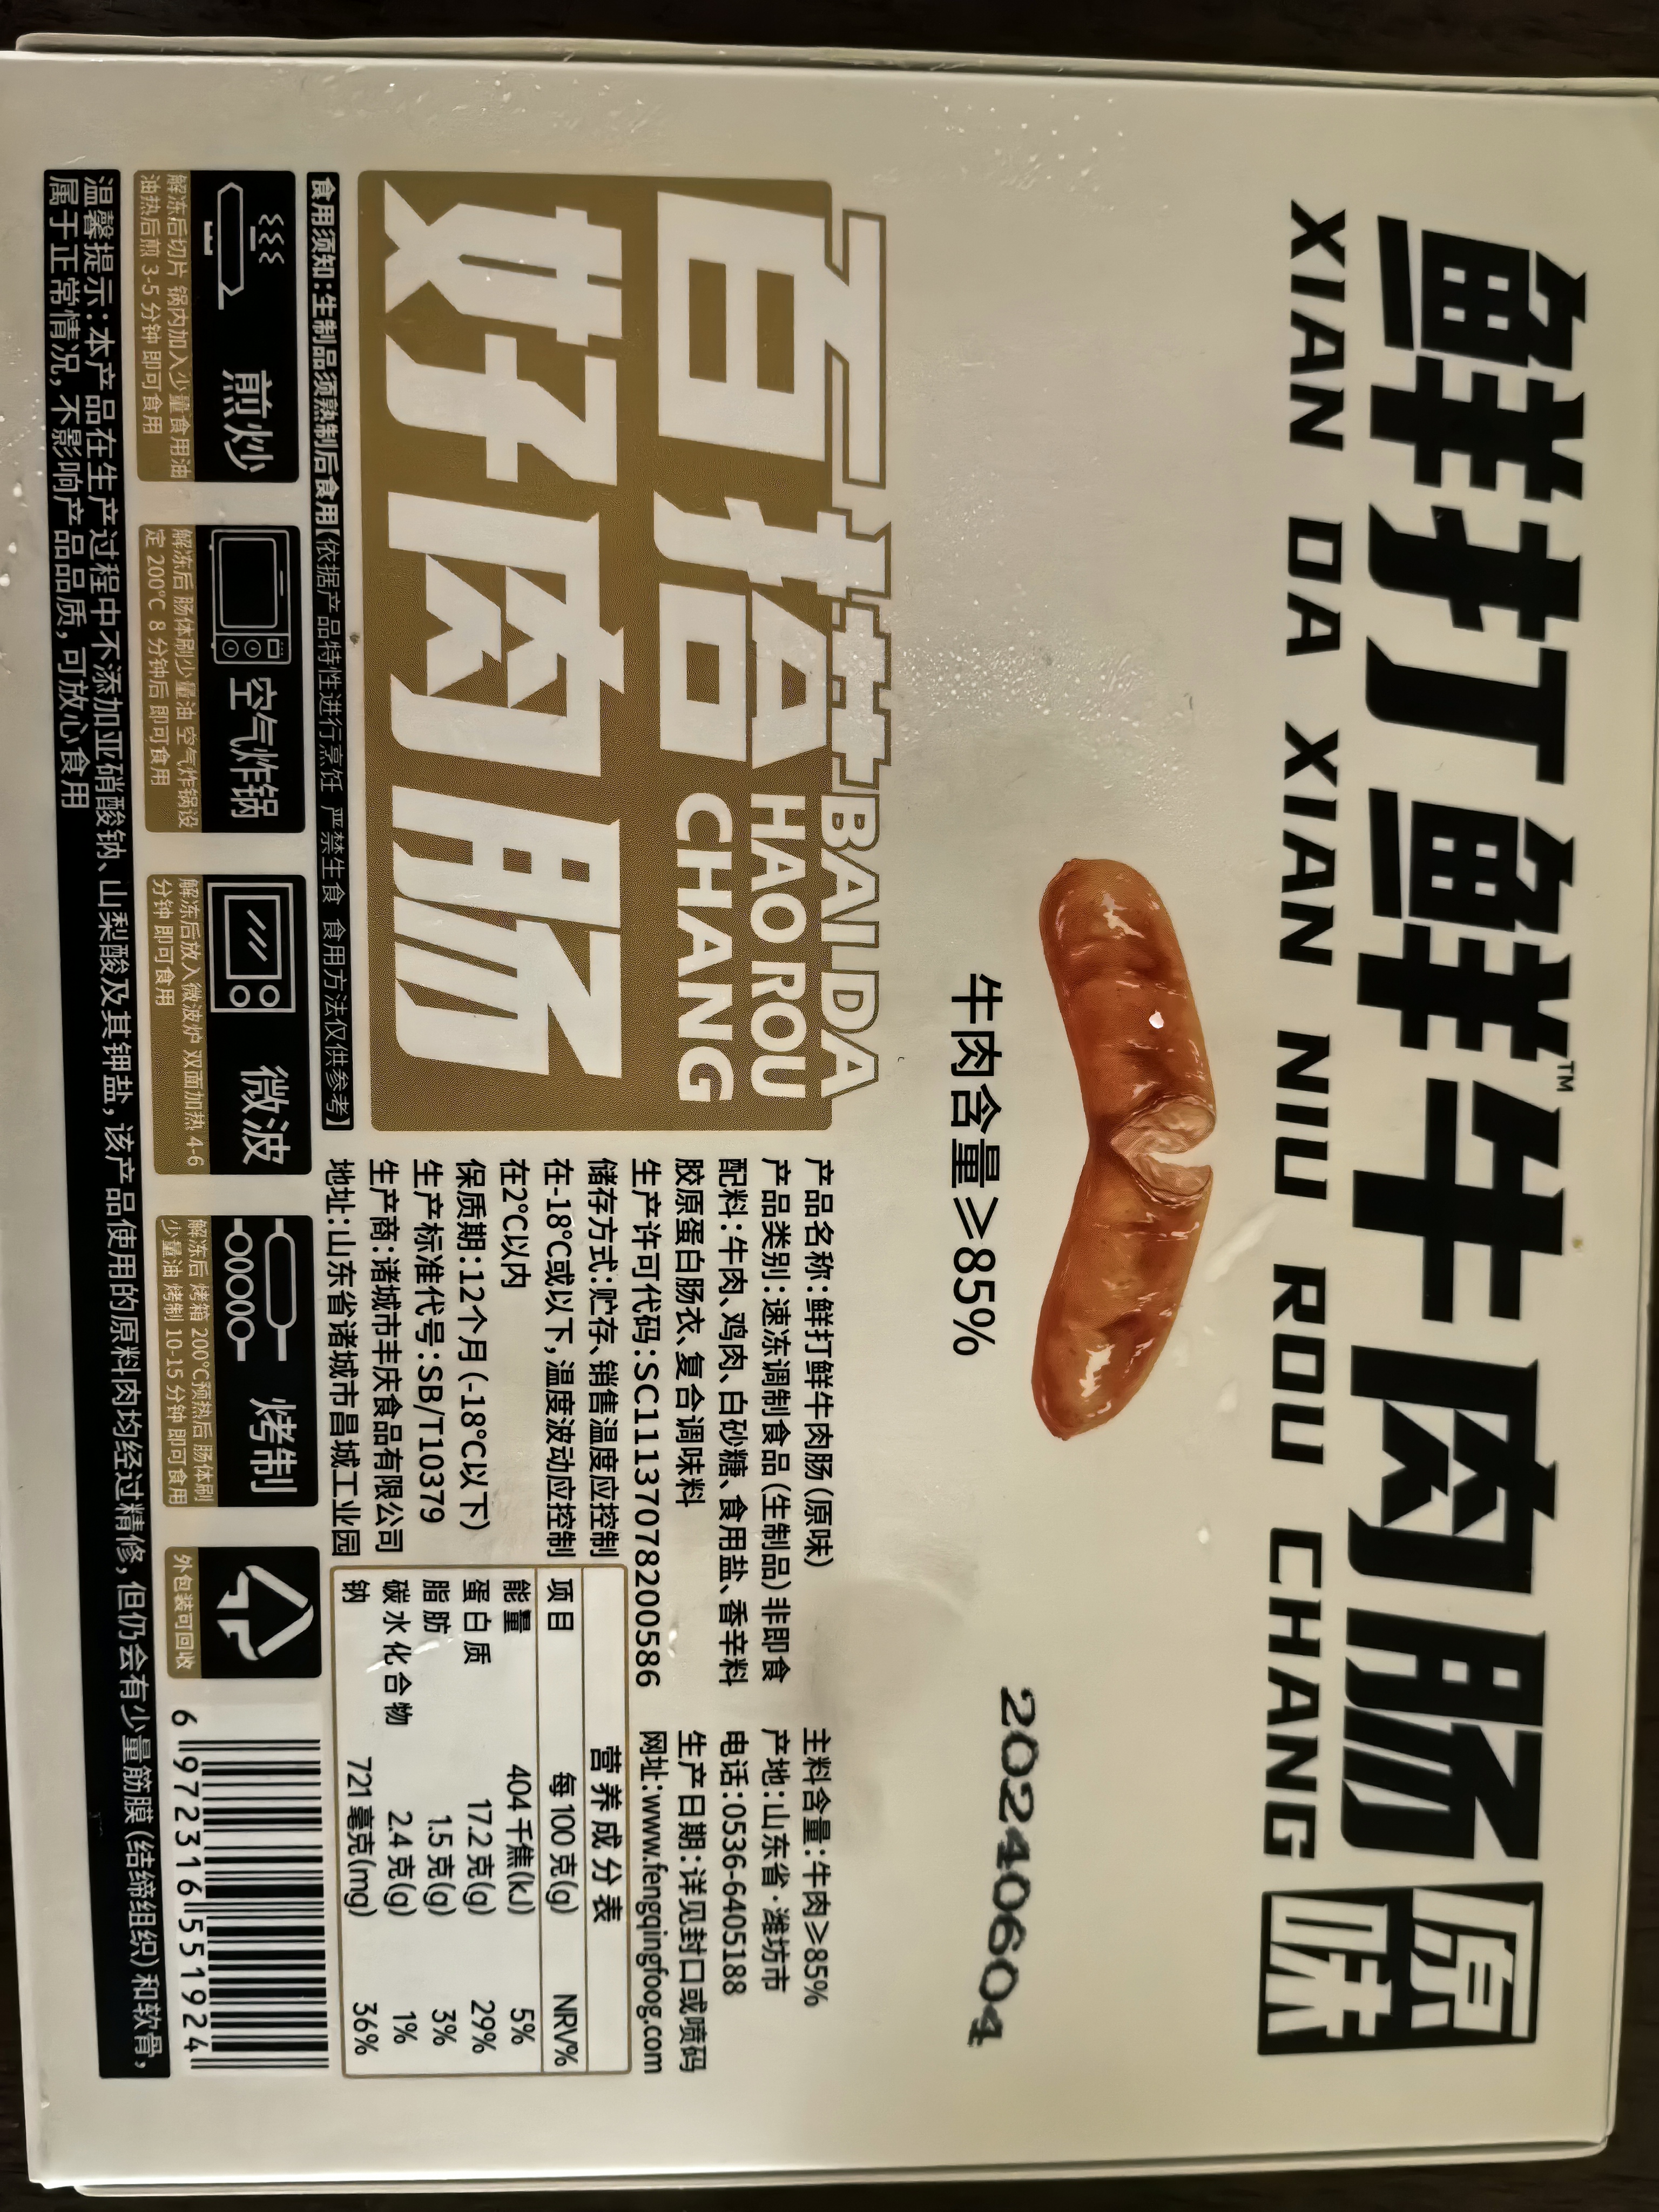 鲜打鲜牛肉肠™ 原味
XIAN DA XIAN NIU ROU CHANG
牛肉含量≥85%
20240604
百搭
BAI DA
HAO ROU
CHANG
好肉肠
产品名称:鲜打鲜牛肉肠(原味)
产品类别:速冻调制食品(生制品)非即食
配料:牛肉、鸡肉、白砂糖、食用盐、香辛料
胶原蛋白肠衣、复合调味料
生产许可代码:SC11137078200586
储存方式:贮存、销售温度应控制
在-18°C或以下,温度波动应控制
在2°C以内
保质期:12个月(-18°C以下)
生产标准代号:SB/T10379
生产商:诸城市丰庆食品有限公司
地址:山东省诸城市昌城工业园
主料含量:牛肉≥85%
产地:山东省·潍坊市
电话:0536-6405188
生产日期:详见封口或喷码
网址:www.fengqingfoog.com
营养成分表
项目 每100克(g) NRV%
能量 404千焦(kJ) 5%
蛋白质 17.2克(g) 29%
脂肪 1.5克(g) 3%
碳水化合物 2.4克(g) 1%
钠 721毫克(mg) 36%
食用须知:生制品须熟制后食用【依据产品特性进行烹饪 严禁生食 食用方法仅供参考】
煎炒
解冻后切片 锅内加入少量食用油
油热后煎 3-5 分钟 即可食用
空气炸锅
解冻后 肠体刷少量油 空气炸锅设
定 200°C 8 分钟后 即可食用
微波
解冻后放入微波炉 双面加热 4-6
分钟 即可食用
烤制
解冻后 烤箱 200°C预热后 肠体刷
少量油 烤制 10-15 分钟 即可食用
外包装可回收
6 972316 551924
温馨提示:本产品在生产过程中不添加亚硝酸钠、山梨酸及其钾盐,该产品使用的原料肉均经过精修,但仍会有少量筋膜(结缔组织)和软骨,
属于正常情况,不影响产品品质,可放心食用